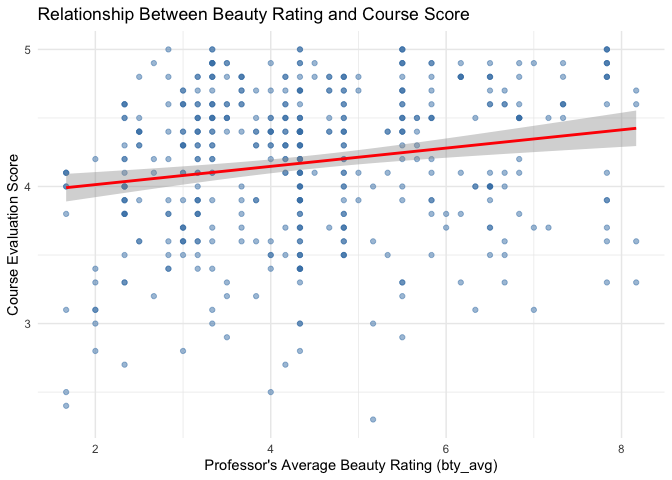 Relationship Between Beauty Rating and Course Score
Course Evaluation Score
5
4
3
2
4
6
8
Professor's Average Beauty Rating (bty_avg)